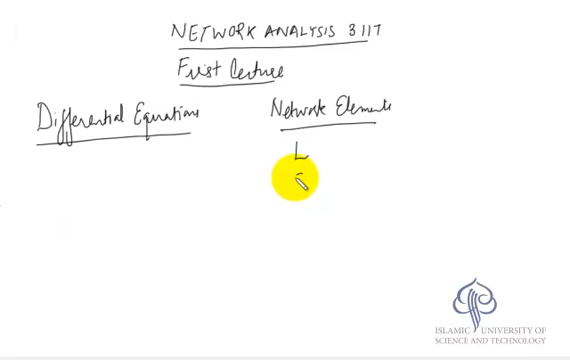 NETWORK ANALYSIS 3117
First Lecture
Differential Equations
Network Elements
L
ISLAMIC UNIVERSITY
OF SCIENCE AND TECHNOLOGY